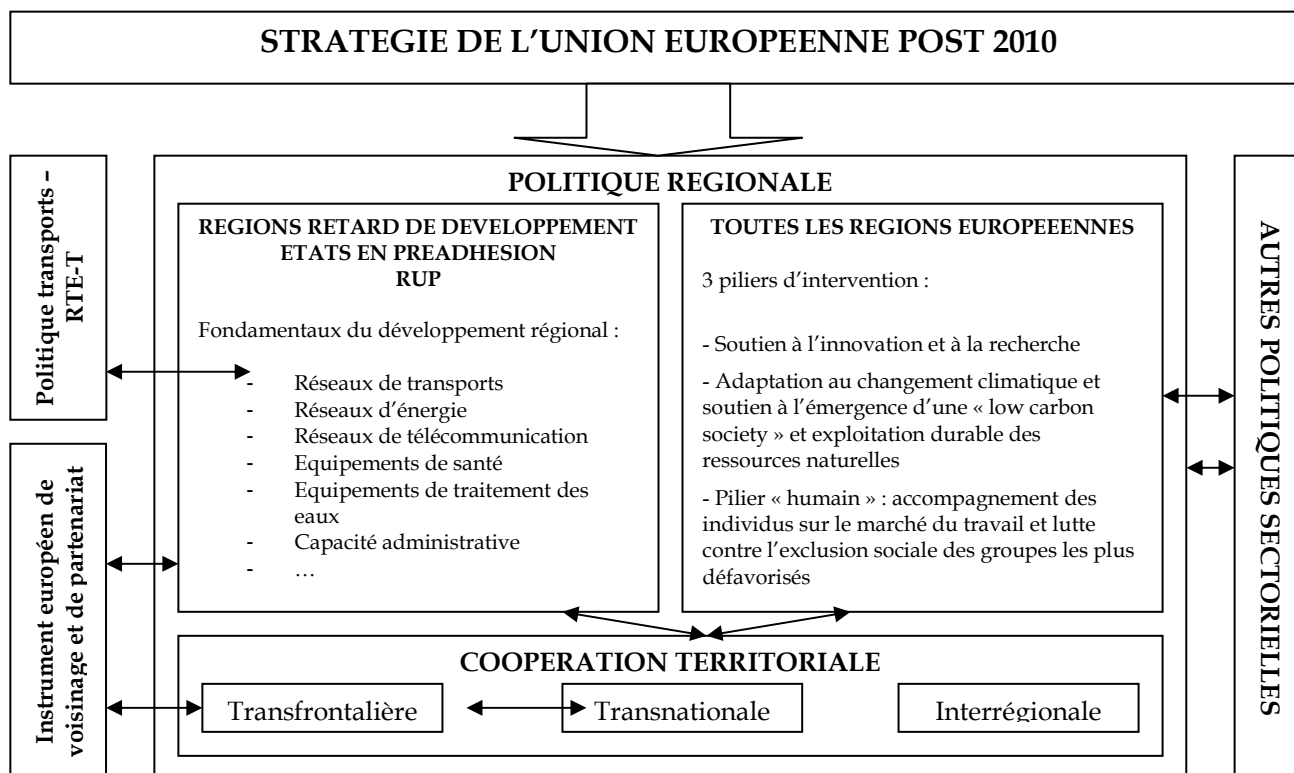 STRATEGIE DE L’UNION EUROPEENNE POST 2010
Politique transports –
RTE-T
Instrument européen de
voisinage et de partenariat
POLITIQUE REGIONALE
REGIONS RETARD DE DEVELOPPEMENT
ETATS EN PREADHESION
RUP
Fondamentaux du développement régional :
- Réseaux de transports
- Réseaux d’énergie
- Réseaux de télécommunication
- Equipements de santé
- Equipements de traitement des
eaux
- Capacité administrative
- …
TOUTES LES REGIONS EUROPEEENNES
3 piliers d’intervention :
- Soutien à l’innovation et à la recherche
- Adaptation au changement climatique et
soutien à l’émergence d’une « low carbon
society » et exploitation durable des
ressources naturelles
- Pilier « humain » : accompagnement des
individus sur le marché du travail et lutte
contre l’exclusion sociale des groupes les plus
défavorisés
COOPERATION TERRITORIALE
Transfrontalière
Transnationale
Interrégionale
AUTRES POLITIQUES SECTORIELLES